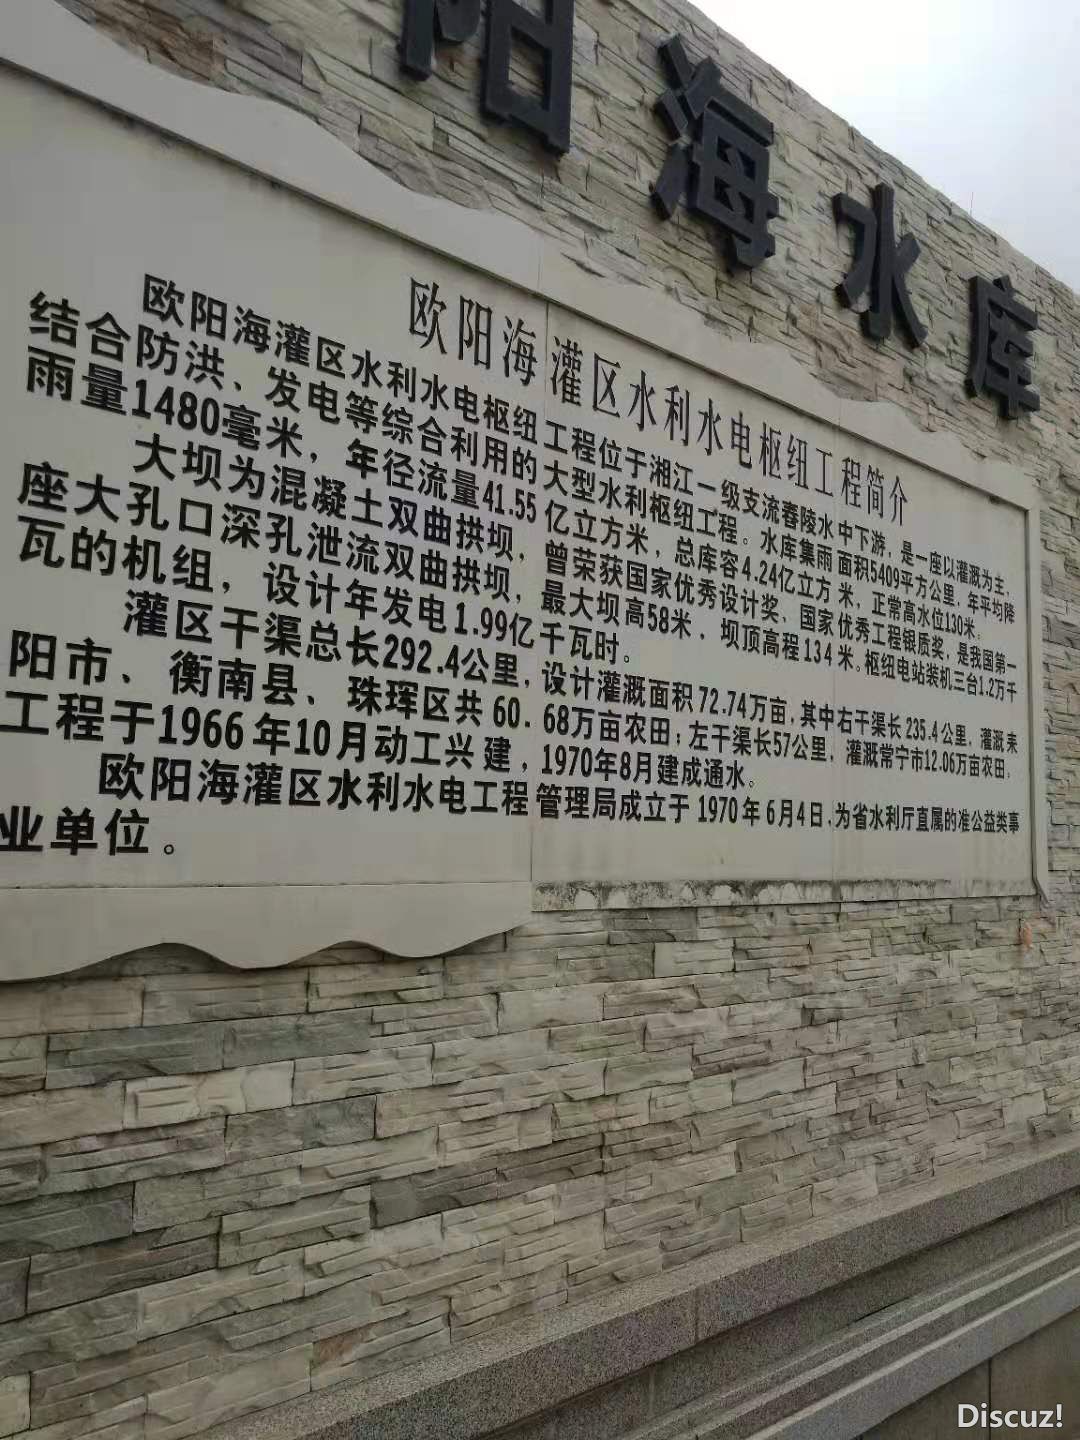 阳海水库
欧阳海灌区水利水电枢纽工程简介
欧阳海灌区水利水电枢纽工程位于湘江一级支流舂陵水中下游，是一座以灌溉为主，
结合防洪、发电等综合利用的大型水利枢纽工程。水库集雨面积5409平方公里，年平均降
雨量1480毫米，年径流量41.55亿立方米，总库容4.24亿立方米，正常高水位130米。
大坝为混凝土双曲拱坝，曾荣获国家优秀设计奖，国家优秀工程银质奖，是我国第一
座大孔口深孔泄流双曲拱坝，最大坝高58米，坝顶高程134米。枢纽电站装机三台1.2万千
瓦的机组，设计年发电1.99亿千瓦时。
灌区干渠总长292.4公里，设计灌溉面积72.74万亩，其中右干渠长235.4公里，灌溉耒
阳市、衡南县、珠珲区共60.68万亩农田；左干渠长57公里，灌溉常宁市12.06万亩农田，
工程于1966年10月动工兴建，1970年8月建成通水。
欧阳海灌区水利水电工程管理局成立于1970年6月4日，为省水利厅直属的准公益类事
业单位。
Discuz!